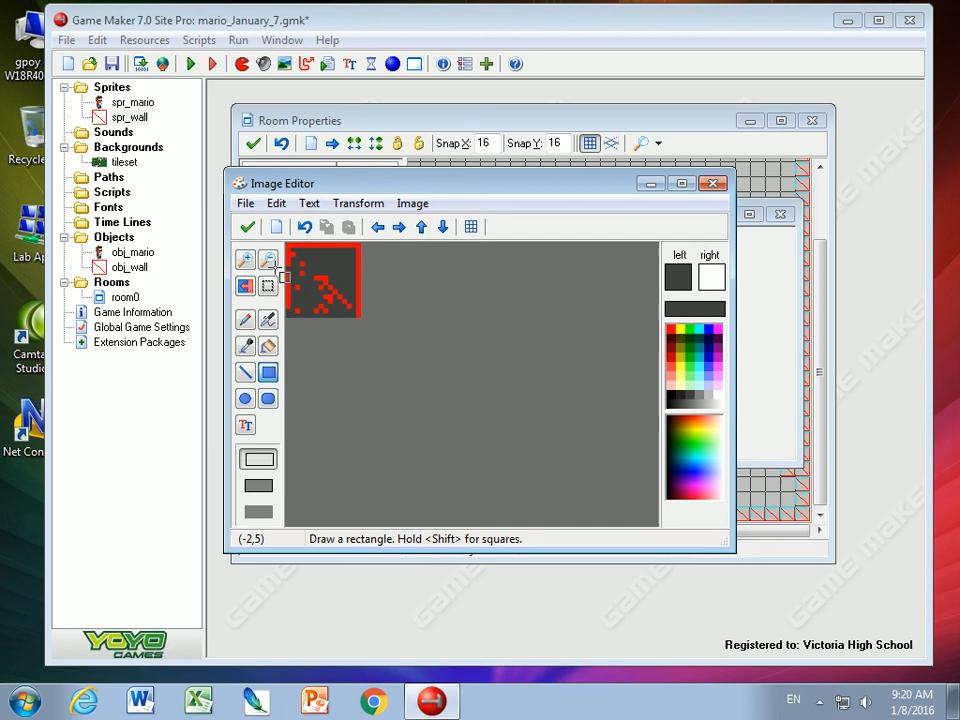 Game Maker 7.0 Site Pro: mario_January_7.gmk*
File Edit Resources Scripts Run Window Help
gpoy
W18R40
Recycle
Lab Ap
Camta
Studio
Net Con
Sprites
spr_mario
spr_wall
Sounds
Backgrounds
tileset
Paths
Scripts
Fonts
Time Lines
Objects
obj_mario
obj_wall
Rooms
room0
Game Information
Global Game Settings
Extension Packages
YOYO
GAMES
Room Properties
Snap X: 16 Snap Y: 16
Image Editor
File Edit Text Transform Image
left right
(-2,5) Draw a rectangle. Hold <Shift> for squares.
Registered to: Victoria High School
EN
9:20 AM
1/8/2016